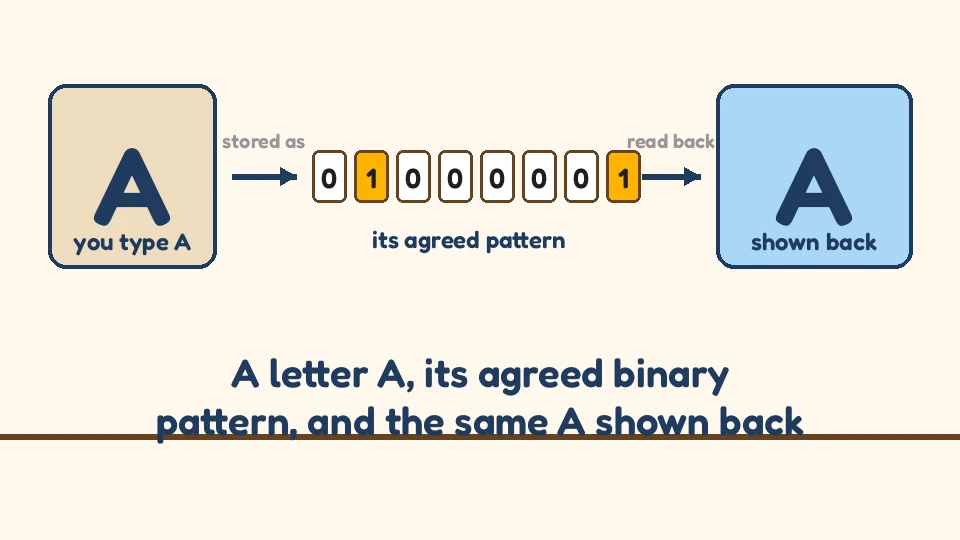 stored as
read back
A
0 1 0 0 0 0 0 1
A
you type A
its agreed pattern
shown back
A letter A, its agreed binary
pattern, and the same A shown back